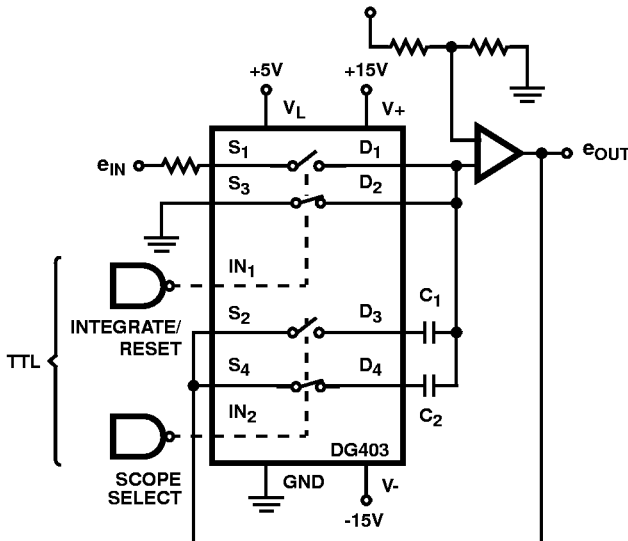 +5V
+15V
VL
V+
eIN
S1
D1
eOUT
S3
D2
IN1
INTEGRATE/
RESET
TTL
S2
D3
C1
S4
D4
C2
IN2
DG403
SCOPE
SELECT
GND
V-
-15V